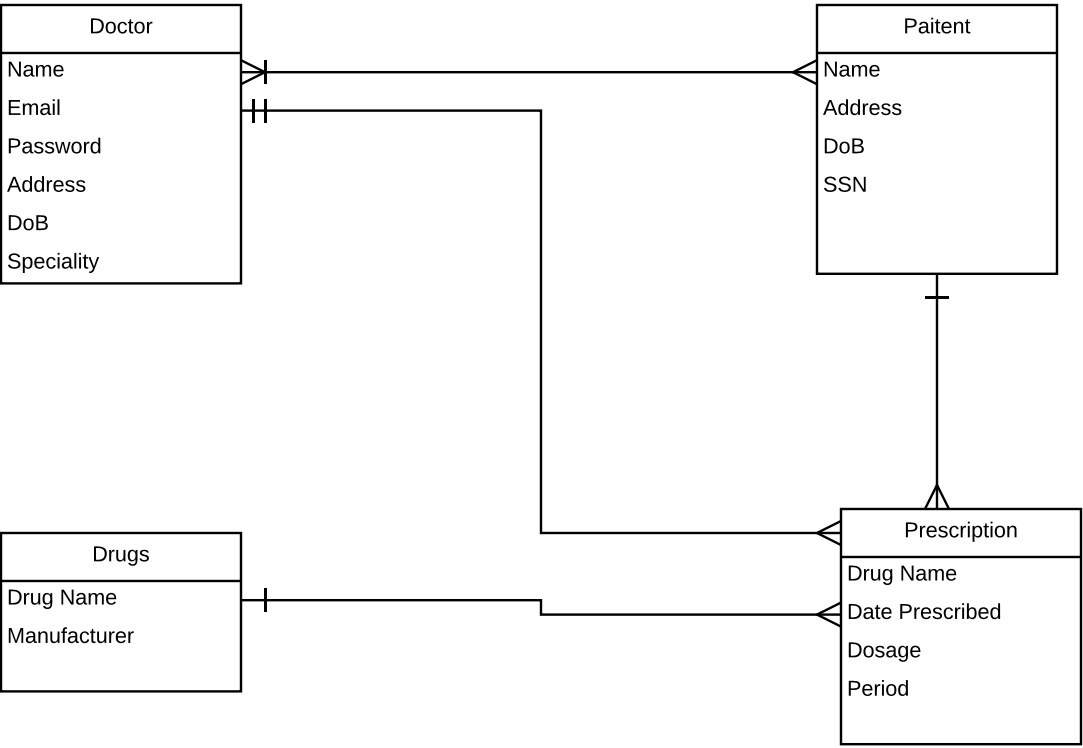 Doctor
Name
Email
Password
Address
DoB
Speciality
Paitent
Name
Address
DoB
SSN
Drugs
Drug Name
Manufacturer
Prescription
Drug Name
Date Prescribed
Dosage
Period